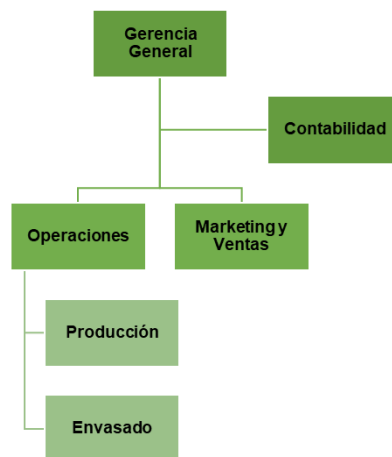 Gerencia
General
Contabilidad
Operaciones
Marketing y
Ventas
Producción
Envasado